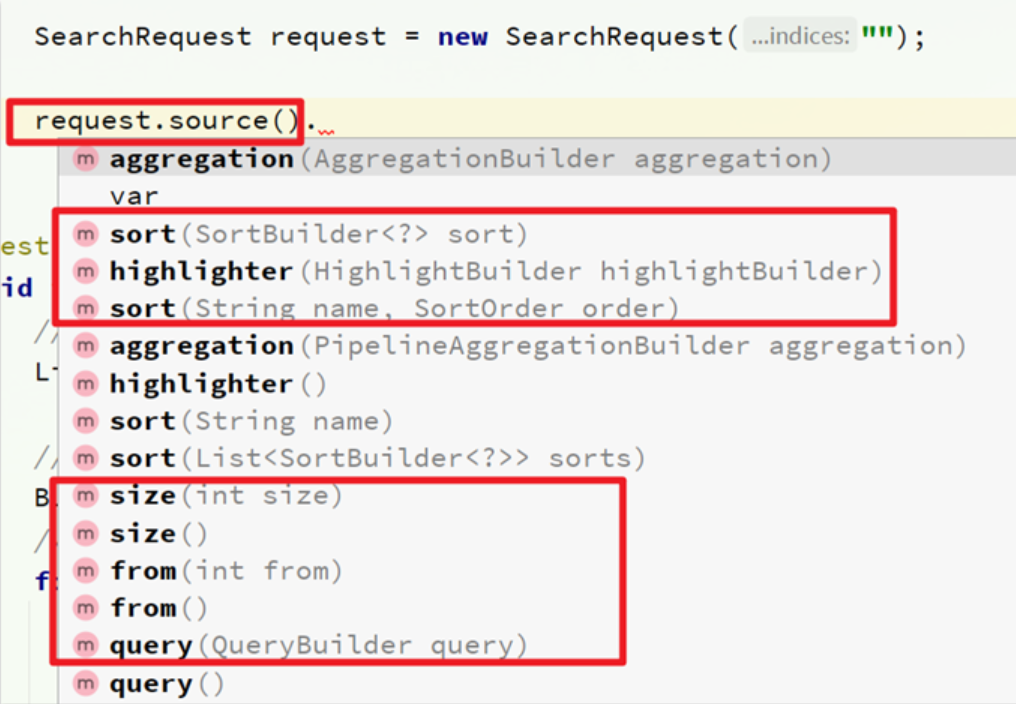 SearchRequest request = new SearchRequest( ...indices: "");
request.source().
m aggregation(AggregationBuilder aggregation)
var
m sort(SortBuilder<?> sort)
est
m highlighter(HighlightBuilder highlightBuilder)
id
m sort(String name, SortOrder order)
//
m aggregation(PipelineAggregationBuilder aggregation)
L
m highlighter()
m sort(String name)
//
m sort(List<SortBuilder<?>> sorts)
B
m size(int size)
m size()
/
m from(int from)
f
m from()
m query(QueryBuilder query)
m query()